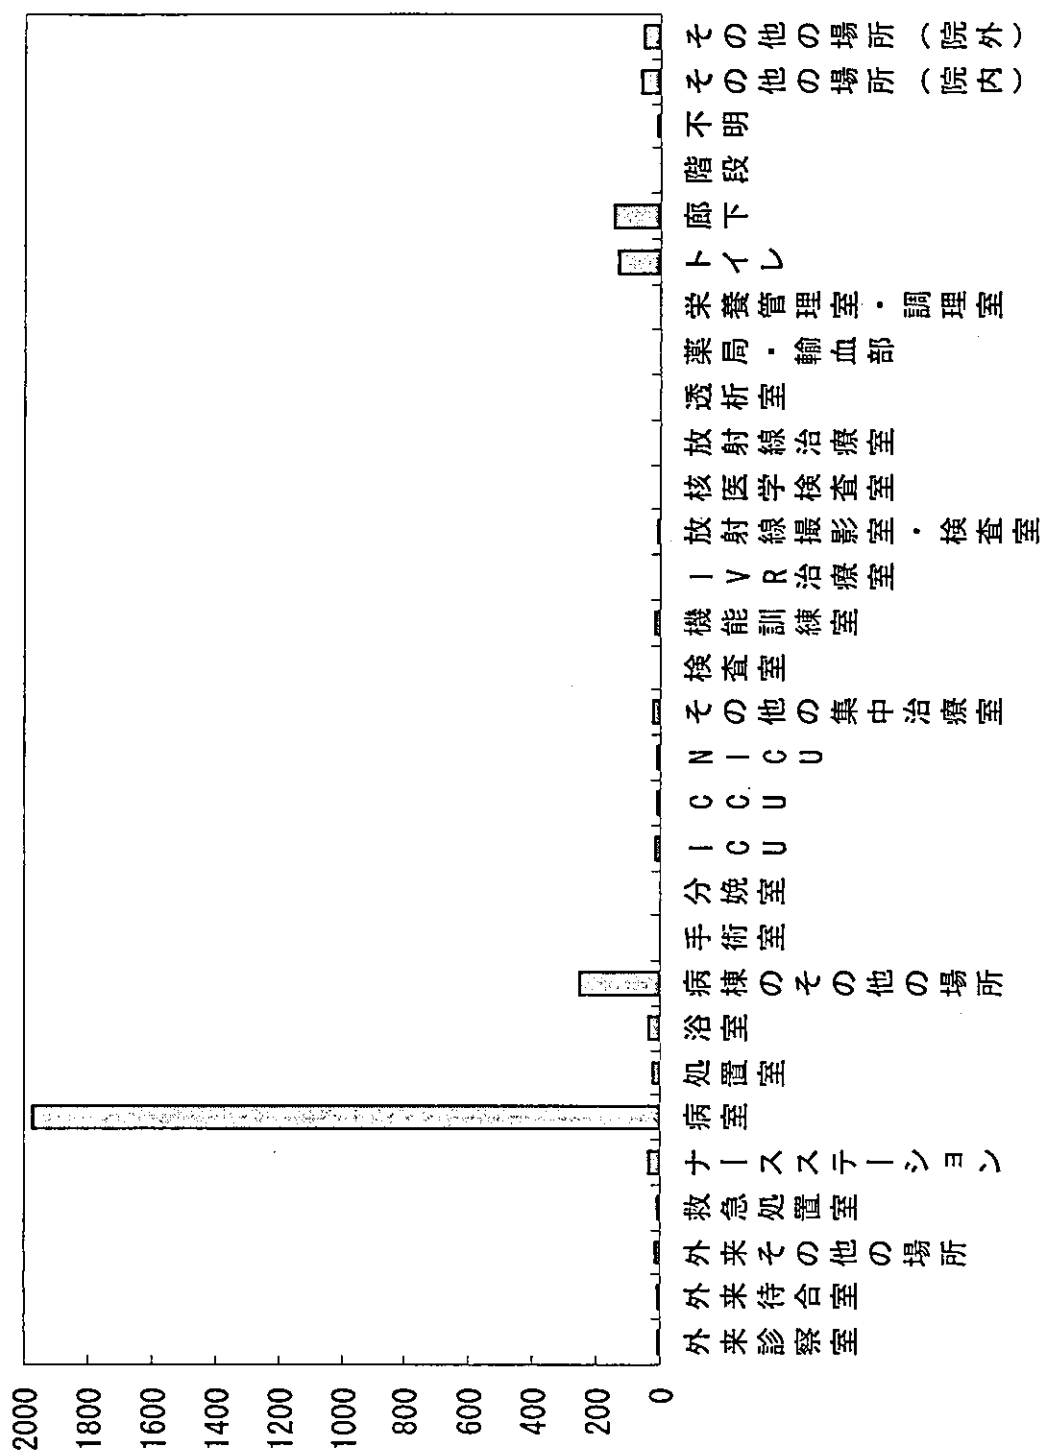 2000
1800
1600
1400
1200
1000
800
600
400
200
0
外来診察室
外来待合室
外来その他の場所
救急処置室
ナースステーション
病室
処置室
浴室
病棟のその他の場所
手術室
分娩室
ICU
CCU
NICU
その他の集中治療室
検査室
機能訓練室
IVR治療室
放射線撮影室・検査室
核医学検査室
放射線治療室
透析室
薬局・輸血部
栄養管理室・調理室
トイレ
廊下
階段
不明
その他の場所(院内)
その他の場所(院外)